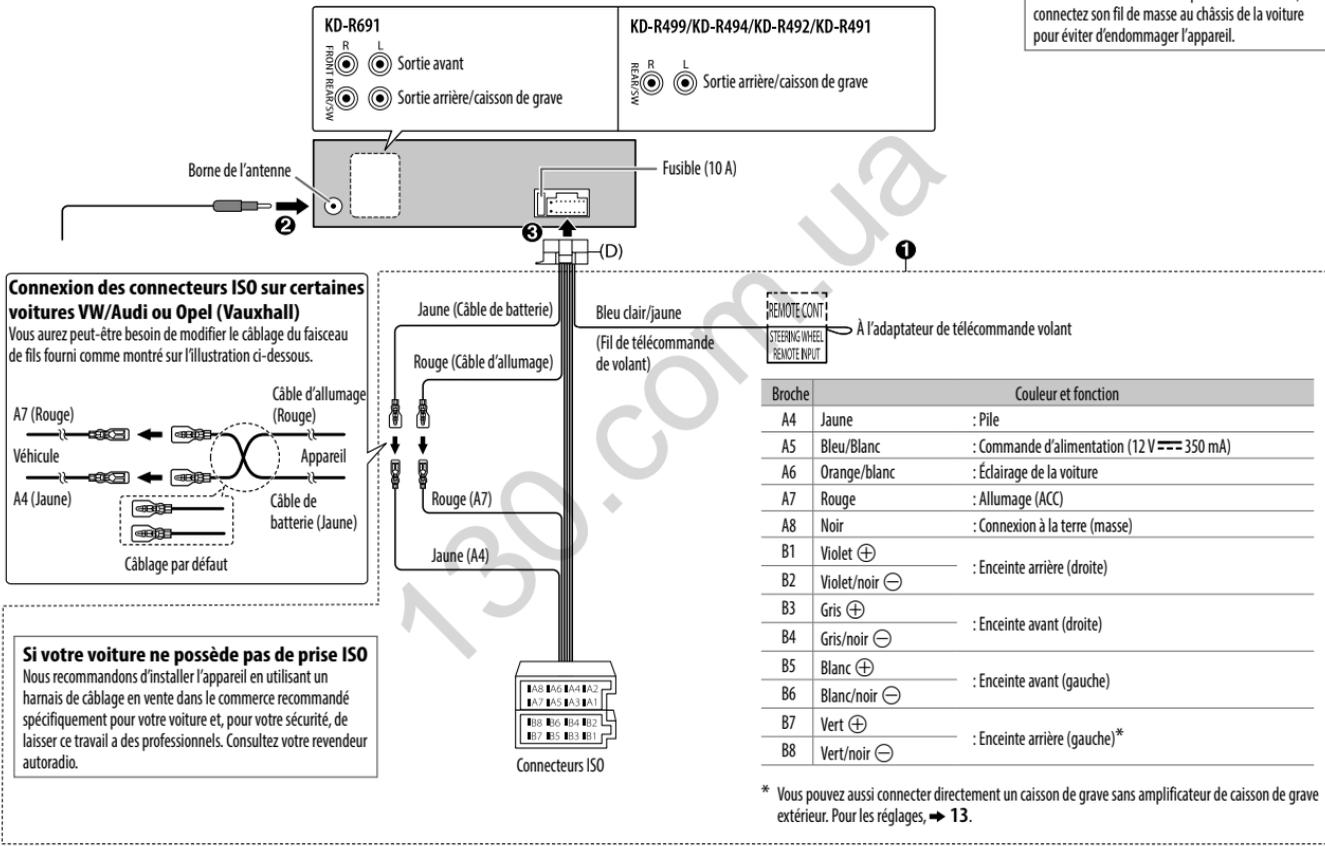 connectez son fil de masse au châssis de la voiture
pour éviter d'endommager l'appareil.
KD-R691
R L
FRONT
Sortie avant
REAR/SW
Sortie arrière/caisson de grave
KD-R499/KD-R494/KD-R492/KD-R491
R L
REAR/SW
Sortie arrière/caisson de grave
Borne de l'antenne
Fusible (10 A)
2
3
(D)
1
Connexion des connecteurs ISO sur certaines
voitures VW/Audi ou Opel (Vauxhall)
Vous aurez peut-être besoin de modifier le câblage du faisceau
de fils fourni comme montré sur l'illustration ci-dessous.
Câble d'allumage
(Rouge)
A7 (Rouge)
Véhicule
Appareil
A4 (Jaune)
Câble de
batterie (Jaune)
Câblage par défaut
Jaune (Câble de batterie)
Rouge (Câble d'allumage)
Rouge (A7)
Jaune (A4)
Bleu clair/jaune
(Fil de télécommande
de volant)
REMOTE CONT
STEERING WHEEL
REMOTE INPUT
À l'adaptateur de télécommande volant
Broche Couleur et fonction
A4 Jaune : Pile
A5 Bleu/Blanc : Commande d'alimentation (12 V ⎓ 350 mA)
A6 Orange/blanc : Éclairage de la voiture
A7 Rouge : Allumage (ACC)
A8 Noir : Connexion à la terre (masse)
B1 Violet ⊕
: Enceinte arrière (droite)
B2 Violet/noir ⊖
B3 Gris ⊕
: Enceinte avant (droite)
B4 Gris/noir ⊖
B5 Blanc ⊕
: Enceinte avant (gauche)
B6 Blanc/noir ⊖
B7 Vert ⊕
: Enceinte arrière (gauche)*
B8 Vert/noir ⊖
* Vous pouvez aussi connecter directement un caisson de grave sans amplificateur de caisson de grave
extérieur. Pour les réglages, ➡ 13.
Si votre voiture ne possède pas de prise ISO
Nous recommandons d'installer l'appareil en utilisant un
harnais de câblage en vente dans le commerce recommandé
spécifiquement pour votre voiture et, pour votre sécurité, de
laisser ce travail a des professionnels. Consultez votre revendeur
autoradio.
A8 A6 A4 A2
A7 A5 A3 A1
B8 B6 B4 B2
B7 B5 B3 B1
Connecteurs ISO
130.com.ua